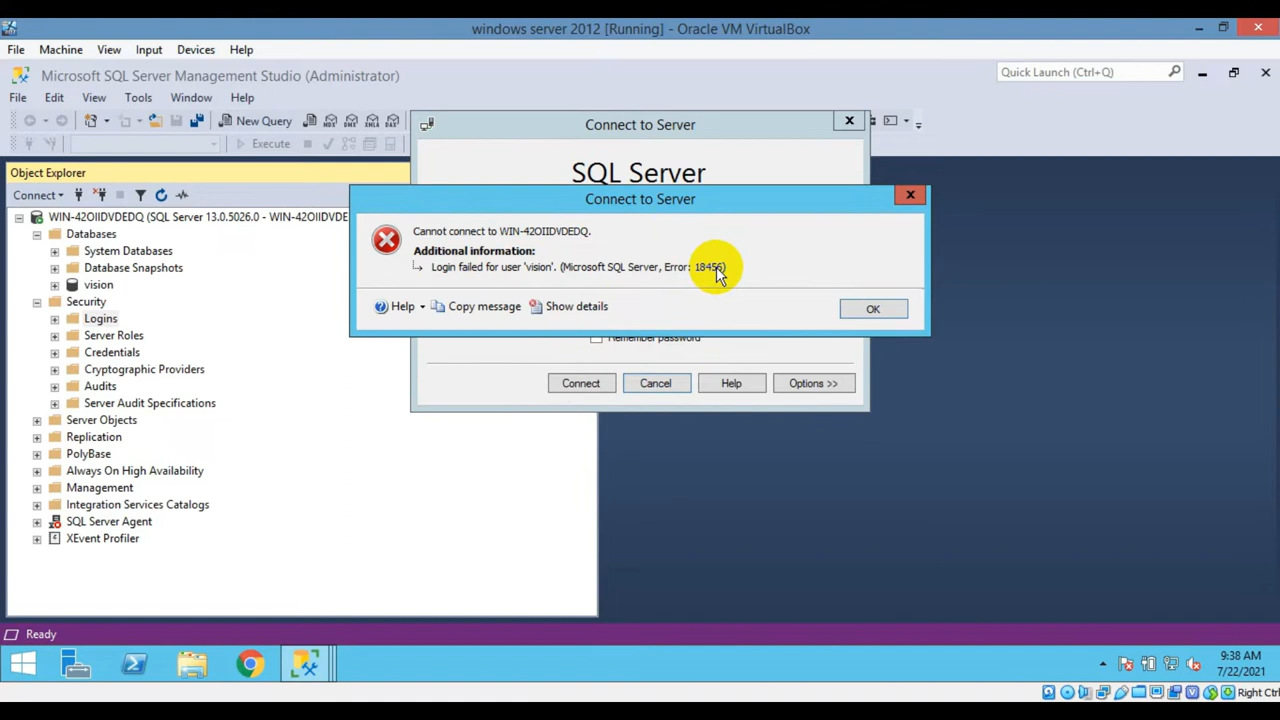 windows server 2012 [Running] - Oracle VM VirtualBox
File Machine View Input Devices Help
Microsoft SQL Server Management Studio (Administrator)
Quick Launch (Ctrl+Q)
File Edit View Tools Window Help
New Query
MDX DMX XMLA DAX
Execute
Object Explorer
Connect
WIN-42OIIDVDEDQ (SQL Server 13.0.5026.0 - WIN-42OIIDVDE
Databases
System Databases
Database Snapshots
vision
Security
Logins
Server Roles
Credentials
Cryptographic Providers
Audits
Server Audit Specifications
Server Objects
Replication
PolyBase
Always On High Availability
Management
Integration Services Catalogs
SQL Server Agent
XEvent Profiler
Connect to Server
SQL Server
Connect to Server
Cannot connect to WIN-42OIIDVDEDQ.
Additional information:
Login failed for user 'vision'. (Microsoft SQL Server, Error: 18456)
Help Copy message Show details OK
Remember password
Connect Cancel Help Options >>
Ready
9:38 AM
7/22/2021
Right Ctrl